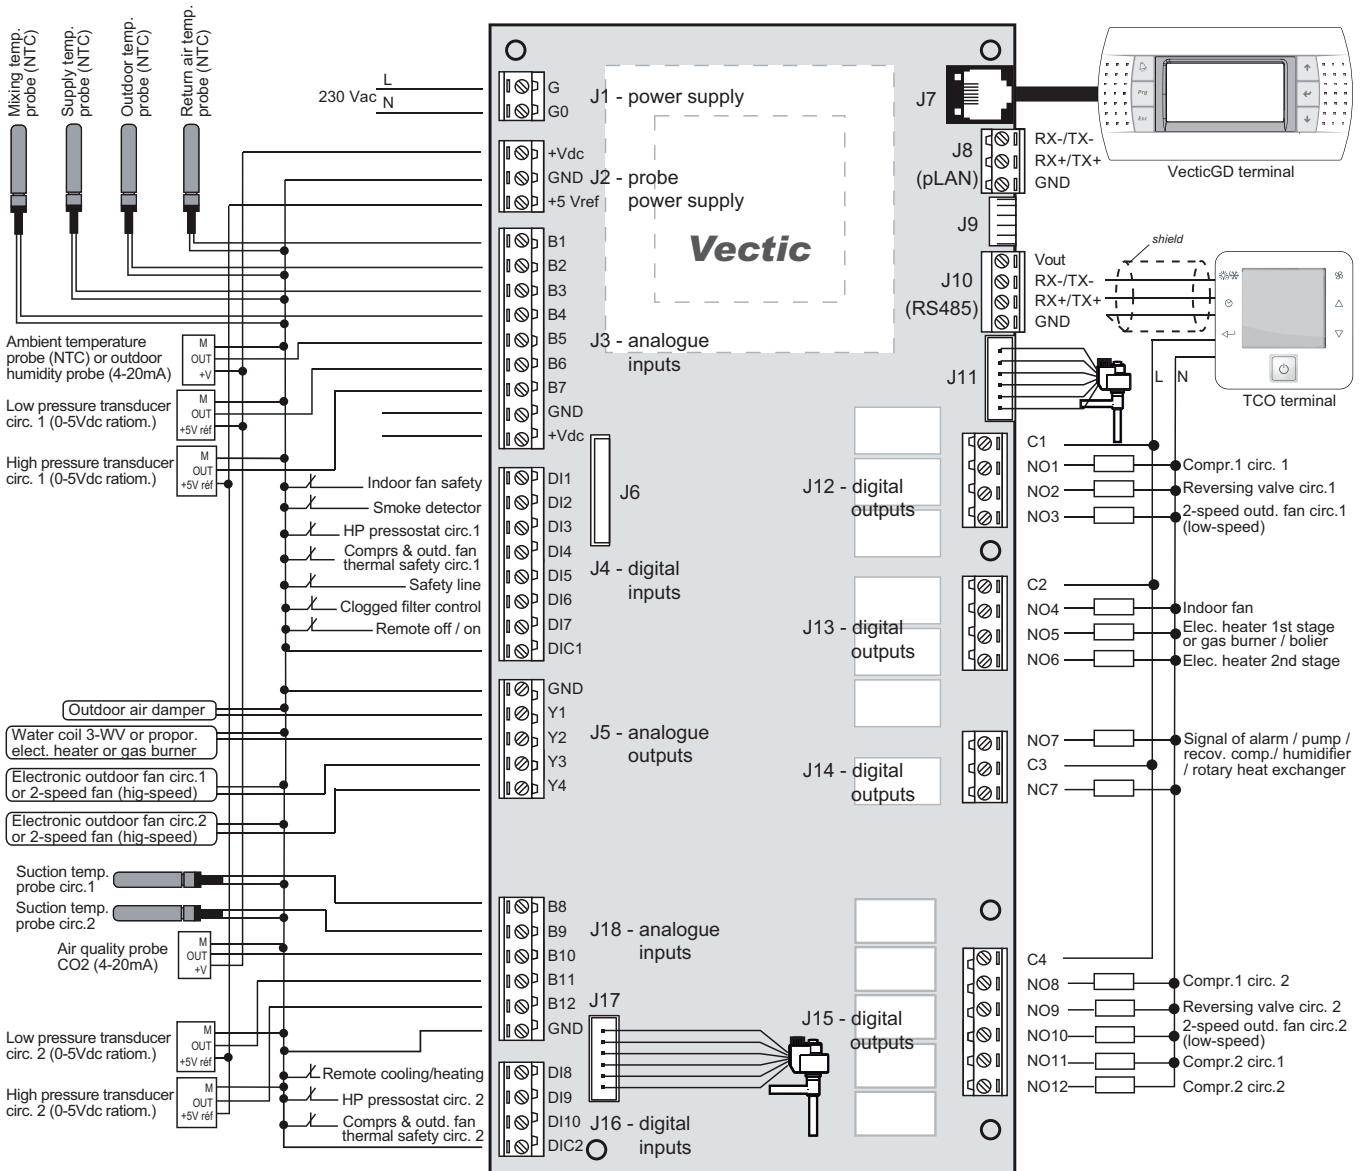 Mixing temp.
probe (NTC)
Supply temp.
probe (NTC)
Outdoor temp.
probe (NTC)
Return air temp.
probe (NTC)
230 Vac
L
N
G
G0
J1 - power supply
+Vdc
GND
+5 Vref
J2 - probe
power supply
Vectic
B1
B2
B3
B4
B5
B6
B7
GND
+Vdc
J3 - analogue
inputs
Ambient temperature
probe (NTC) or outdoor
humidity probe (4-20mA)
M
OUT
+V
Low pressure transducer
circ. 1 (0-5Vdc ratiom.)
M
OUT
+5V réf
High pressure transducer
circ. 1 (0-5Vdc ratiom.)
M
OUT
+5V réf
Indoor fan safety
Smoke detector
HP pressostat circ.1
Comprs & outd. fan
thermal safety circ.1
Safety line
Clogged filter control
Remote off / on
DI1
DI2
DI3
DI4
DI5
DI6
DI7
DIC1
J6
J4 - digital
inputs
Outdoor air damper
Water coil 3-WV or propor.
elect. heater or gas burner
Electronic outdoor fan circ.1
or 2-speed fan (hig-speed)
Electronic outdoor fan circ.2
or 2-speed fan (hig-speed)
GND
Y1
Y2
Y3
Y4
J5 - analogue
outputs
Suction temp.
probe circ.1
Suction temp.
probe circ.2
Air quality probe
CO2 (4-20mA)
M
OUT
+V
Low pressure transducer
circ. 2 (0-5Vdc ratiom.)
M
OUT
+5V réf
High pressure transducer
circ. 2 (0-5Vdc ratiom.)
M
OUT
+5V réf
B8
B9
B10
B11
B12
GND
J18 - analogue
inputs
J17
Remote cooling/heating
HP pressostat circ. 2
Comprs & outd. fan
thermal safety circ. 2
DI8
DI9
DI10
DIC2
J16 - digital
inputs
J7
Prg
Esc
VecticGD terminal
J8
(pLAN)
RX-/TX-
RX+/TX+
GND
J9
J10
(RS485)
Vout
RX-/TX-
RX+/TX+
GND
shield
TCO terminal
J11
L
N
J12 - digital
outputs
C1
NO1
Compr.1 circ. 1
NO2
Reversing valve circ.1
NO3
2-speed outd. fan circ.1
(low-speed)
J13 - digital
outputs
C2
NO4
Indoor fan
NO5
Elec. heater 1st stage
or gas burner / bolier
NO6
Elec. heater 2nd stage
J14 - digital
outputs
NO7
C3
NC7
Signal of alarm / pump /
recov. comp./ humidifier
/ rotary heat exchanger
J15 - digital
outputs
C4
NO8
Compr.1 circ. 2
NO9
Reversing valve circ. 2
NO10
2-speed outd. fan circ.2
(low-speed)
NO11
Compr.2 circ.1
NO12
Compr.2 circ.2